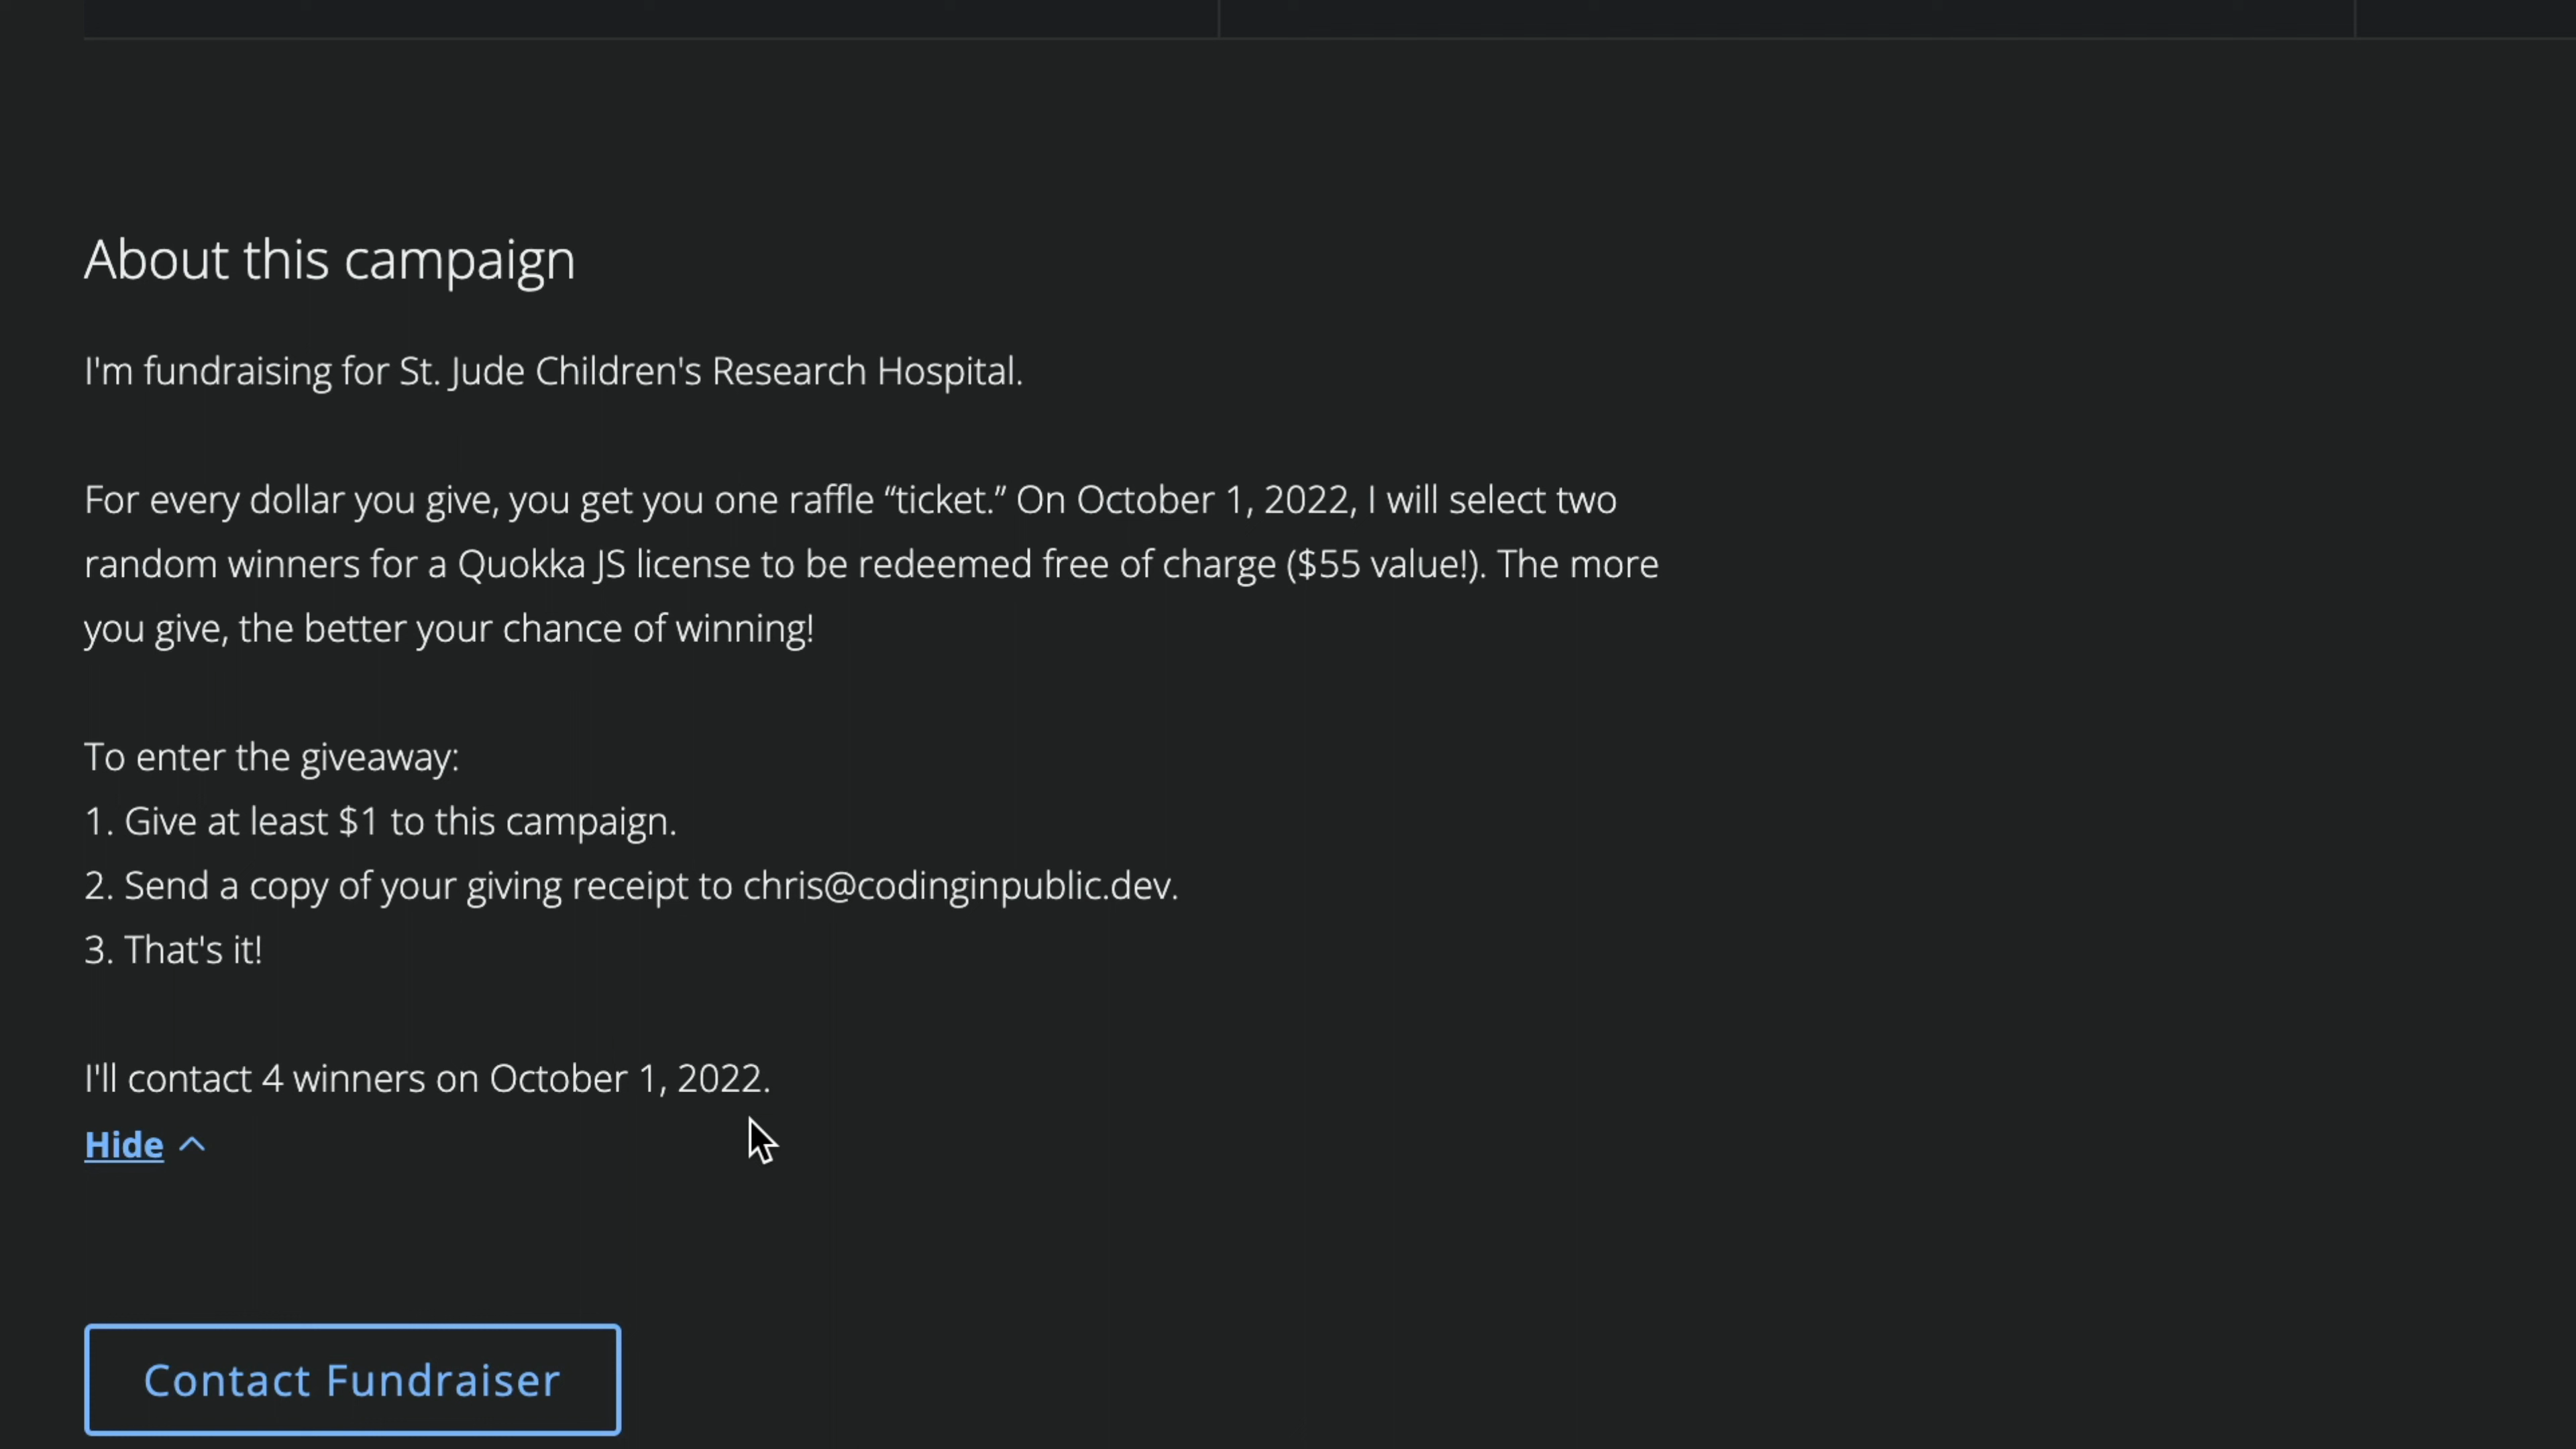 About this campaign
I'm fundraising for St. Jude Children's Research Hospital.
For every dollar you give, you get you one raffle “ticket.” On October 1, 2022, I will select two
random winners for a Quokka JS license to be redeemed free of charge ($55 value!). The more
you give, the better your chance of winning!
To enter the giveaway:
1. Give at least $1 to this campaign.
2. Send a copy of your giving receipt to chris@codinginpublic.dev.
3. That's it!
I'll contact 4 winners on October 1, 2022.
Hide
Contact Fundraiser